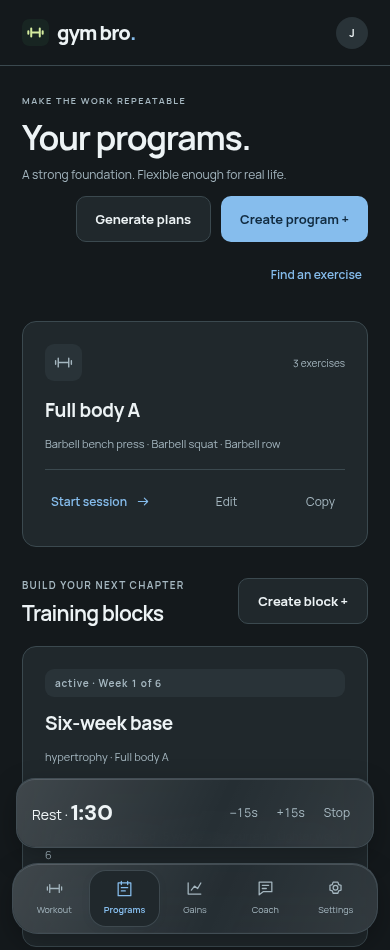 gym bro.
J
MAKE THE WORK REPEATABLE
Your programs.
A strong foundation. Flexible enough for real life.
Generate plans
Create program +
Find an exercise
3 exercises
Full body A
Barbell bench press · Barbell squat · Barbell row
Start session →
Edit
Copy
BUILD YOUR NEXT CHAPTER
Training blocks
Create block +
active · Week 1 of 6
Six-week base
hypertrophy · Full body A
Rest · 1:30
−15s
+15s
Stop
6
Workout
Programs
Gains
Coach
Settings